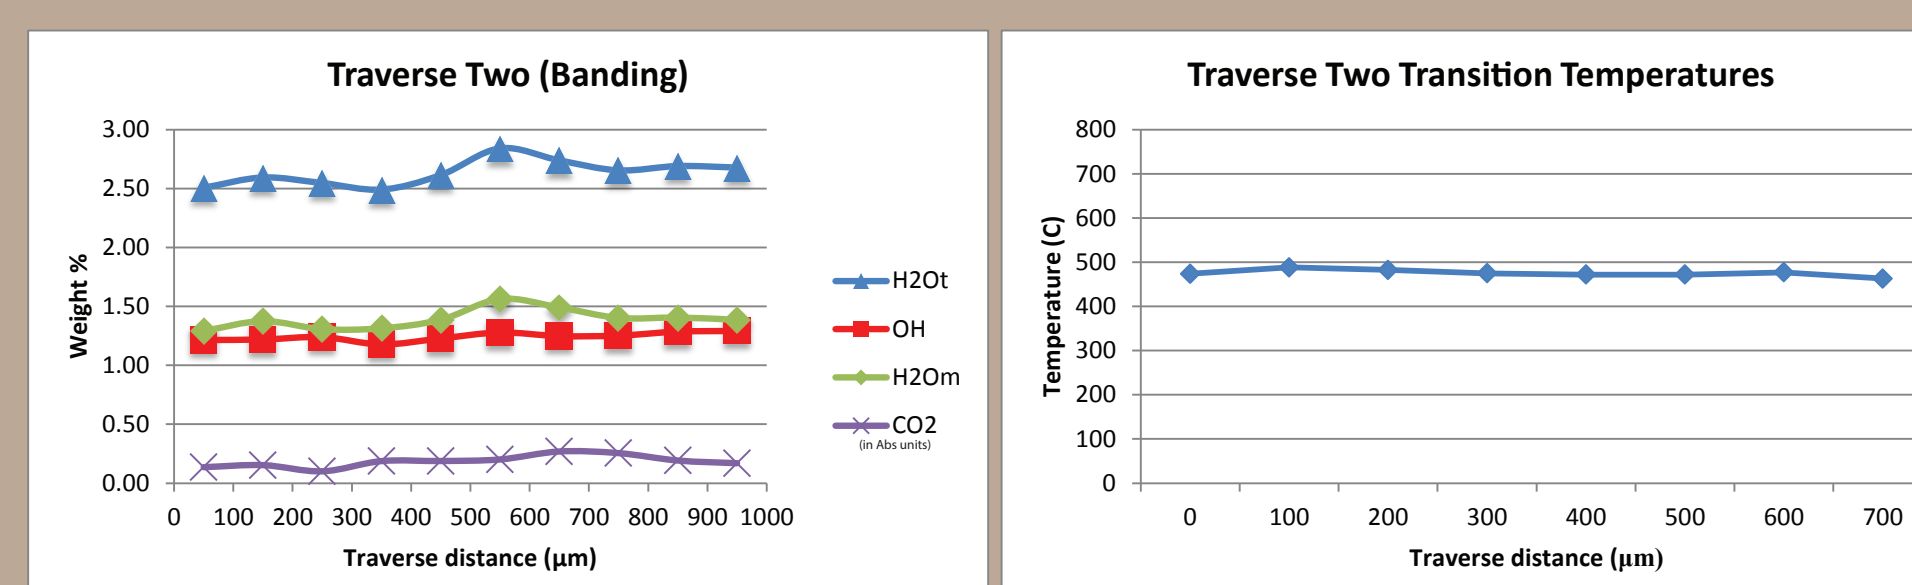 Traverse Two (Banding)
3.00
2.50
2.00
1.50
1.00
0.50
0.00
Weight %
0 100 200 300 400 500 600 700 800 900 1000
Traverse distance (µm)
H2Ot
OH
H2Om
CO2
(in Abs units)
Traverse Two Transition Temperatures
800
700
600
500
400
300
200
100
0
Temperature (C)
0 100 200 300 400 500 600 700
Traverse distance (µm)